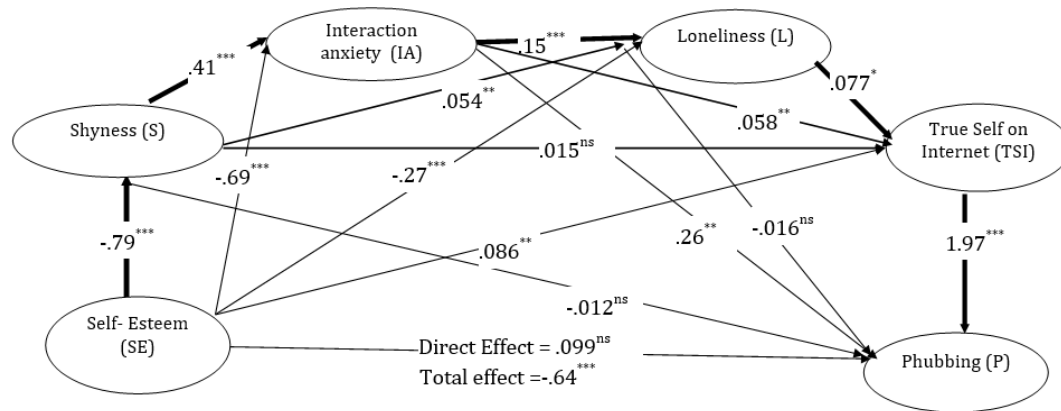 Interaction
anxiety (IA)
Loneliness (L)
.15***
.41***
.077*
.054**
.058**
Shyness (S)
True Self on
Internet (TSI)
.015ns
-.69***
-.27***
-.79***
.086**
.26**
-.016ns
1.97***
-.012ns
Self- Esteem
(SE)
Direct Effect = .099ns
Total effect =-.64***
Phubbing (P)